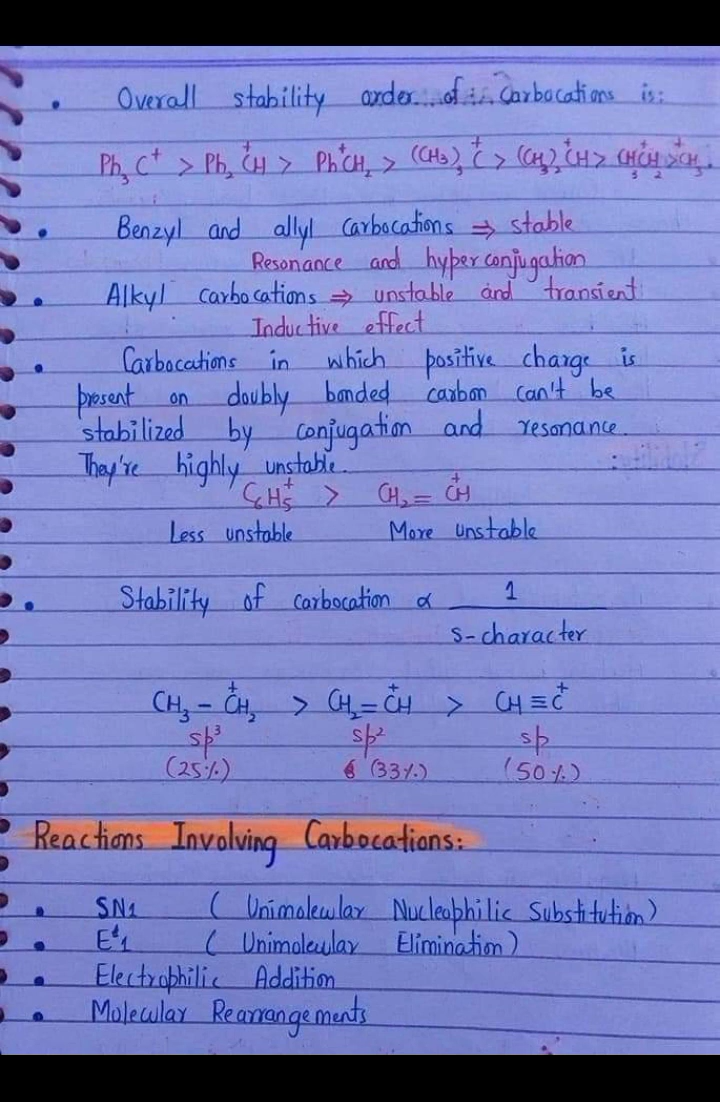 • Overall stability order of carbocations is:
Ph₃C⁺ > Ph₂C⁺H > Ph⁺CH₂ > (CH₃)₃C⁺ > (CH₃)₂C⁺H > CH₃C⁺H₂ > C⁺H₃.
• Benzyl and allyl carbocations ⇒ stable
Resonance and hyperconjugation
• Alkyl carbocations ⇒ unstable and transient
Inductive effect
• Carbocations in which positive charge is
present on doubly bonded carbon can't be
stabilized by conjugation and resonance.
They're highly unstable.
C₆H₅⁺ > CH₂=C⁺H
Less unstable More unstable
• Stability of carbocation α 1
s-character
CH₃-C⁺H₂ > CH₂=C⁺H > CH≡C⁺
sp³ sp² sp
(25%) (33%) (50%)
Reactions Involving Carbocations:
• SN1 (Unimolecular Nucleophilic Substitution)
• E1 (Unimolecular Elimination)
• Electrophilic Addition
• Molecular Rearrangements